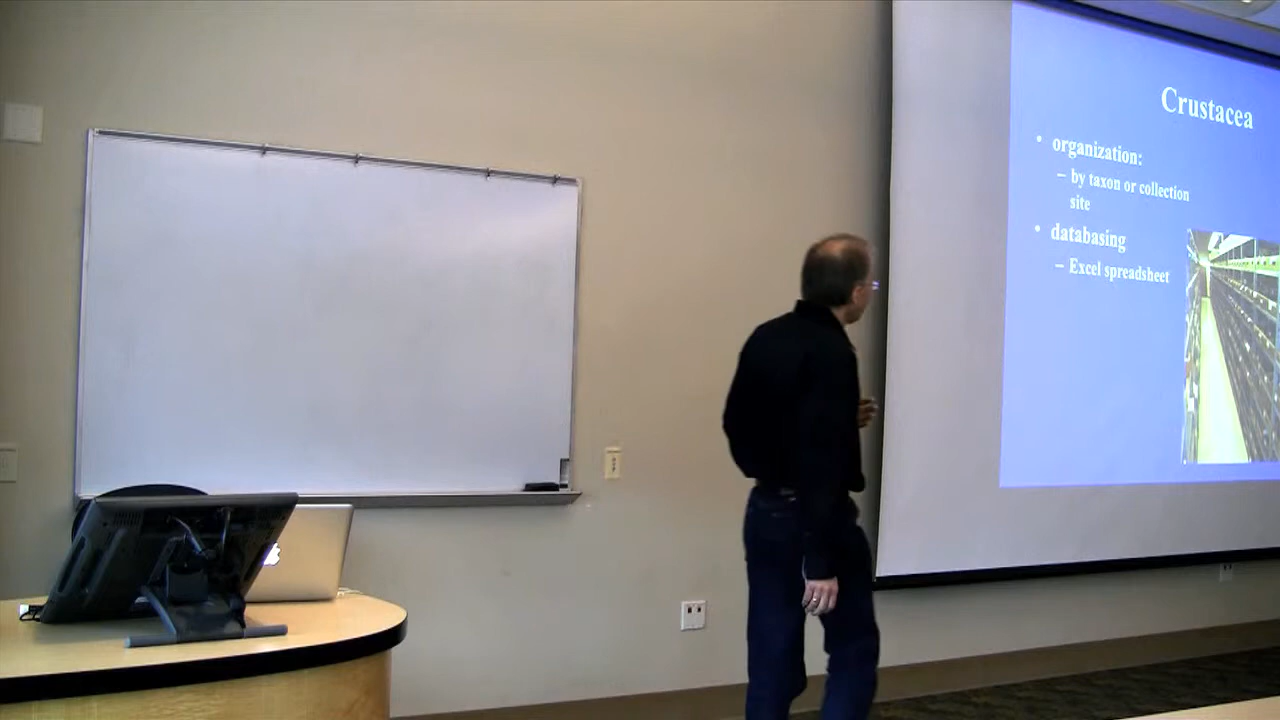 Crustacea
• organization:
– by taxon or collection
site
• databasing
– Excel spreadsheet